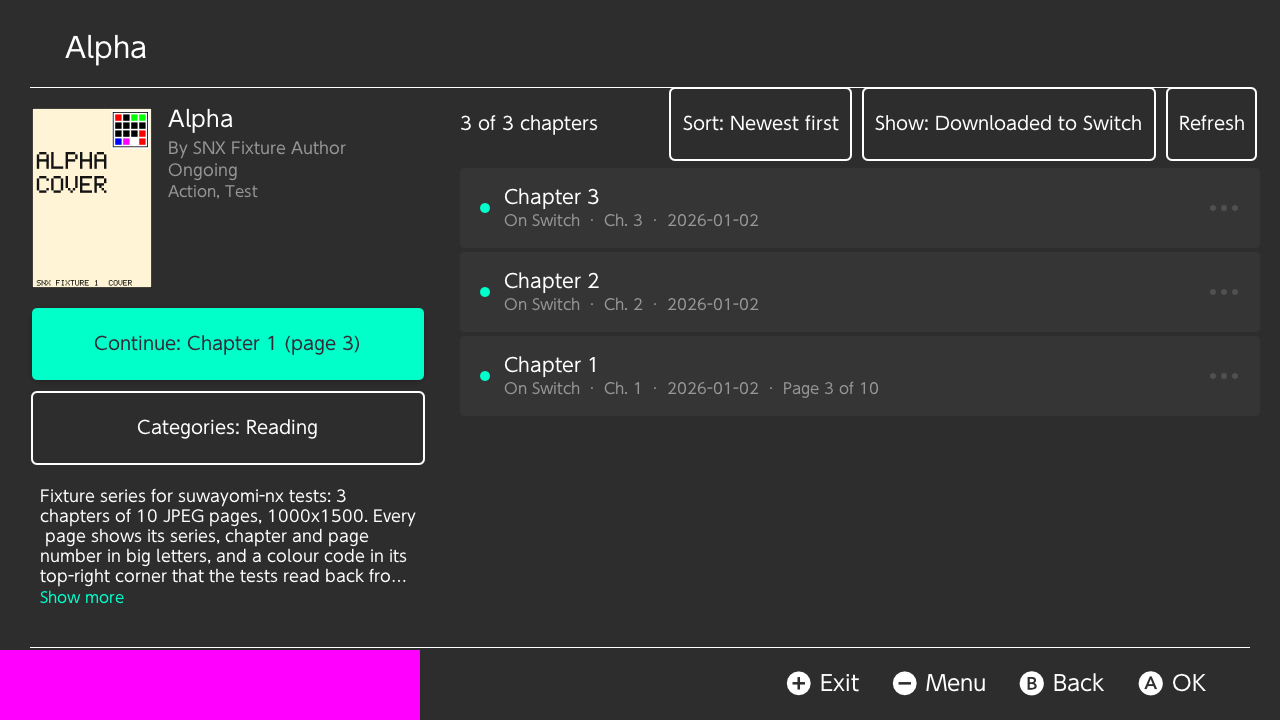 Alpha
ALPHA
COVER
SNX FIXTURE 1 COVER
Alpha
By SNX Fixture Author
Ongoing
Action, Test
Continue: Chapter 1 (page 3)
Categories: Reading
Fixture series for suwayomi-nx tests: 3
chapters of 10 JPEG pages, 1000x1500. Every
page shows its series, chapter and page
number in big letters, and a colour code in its
top-right corner that the tests read back fro…
Show more
3 of 3 chapters
Sort: Newest first
Show: Downloaded to Switch
Refresh
Chapter 3
On Switch · Ch. 3 · 2026-01-02
Chapter 2
On Switch · Ch. 2 · 2026-01-02
Chapter 1
On Switch · Ch. 1 · 2026-01-02 · Page 3 of 10
+ Exit
− Menu
B Back
A OK